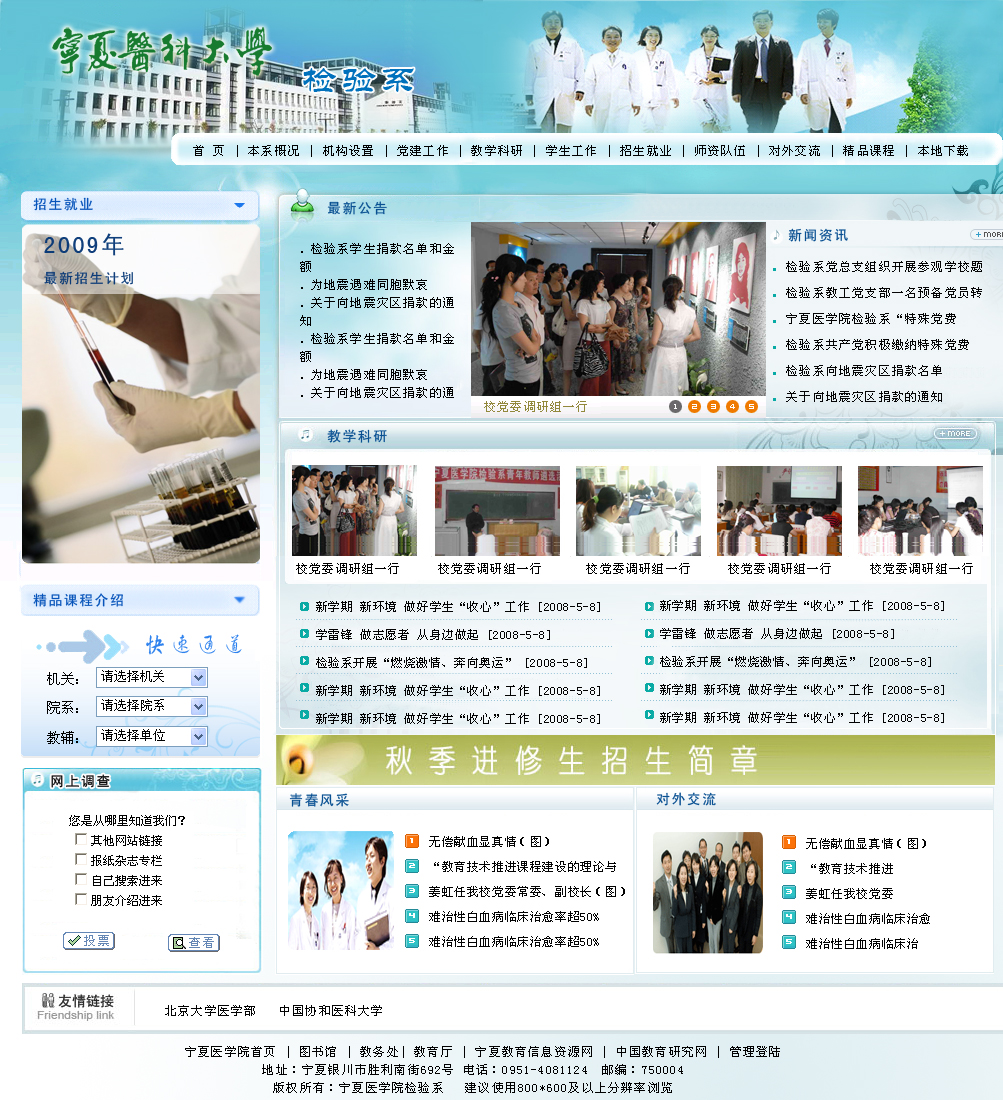 寧夏醫科大學
检验系
首 页 | 本系概况 | 机构设置 | 党建工作 | 教学科研 | 学生工作 | 招生就业 | 师资队伍 | 对外交流 | 精品课程 | 本地下载
招生就业
2009年
最新招生计划
最新公告
. 检验系学生捐款名单和金
额
. 为地震遇难同胞默哀
. 关于向地震灾区捐款的通
知
. 检验系学生捐款名单和金
额
. 为地震遇难同胞默哀
. 关于向地震灾区捐款的通
校党委调研组一行
1 2 3 4 5
新闻资讯
+ MOR
检验系党总支组织开展参观学校题
检验系教工党支部一名预备党员转
宁夏医学院检验系“特殊党费
检验系共产党积极缴纳特殊党费
检验系向地震灾区捐款名单
关于向地震灾区捐款的通知
教学科研
+ MORE
夏医学院检验系青年教师遴选
校党委调研组一行
校党委调研组一行
校党委调研组一行
校党委调研组一行
校党委调研组一行
新学期 新环境 做好学生“收心”工作 [2008-5-8]
学雷锋 做志愿者 从身边做起 [2008-5-8]
检验系开展“燃烧激情、奔向奥运” [2008-5-8]
新学期 新环境 做好学生“收心”工作 [2008-5-8]
新学期 新环境 做好学生“收心”工作 [2008-5-8]
新学期 新环境 做好学生“收心”工作 [2008-5-8]
学雷锋 做志愿者 从身边做起 [2008-5-8]
检验系开展“燃烧激情、奔向奥运” [2008-5-8]
新学期 新环境 做好学生“收心”工作 [2008-5-8]
新学期 新环境 做好学生“收心”工作 [2008-5-8]
精品课程介绍
快速通道
机关： 请选择机关
院系： 请选择院系
教辅： 请选择单位
网上调查
您是从哪里知道我们?
其他网站链接
报纸杂志专栏
自己搜索进来
朋友介绍进来
投票
查看
秋季进修生招生简章
青春风采
1 无偿献血显真情（图）
2 “教育技术推进课程建设的理论与
3 姜虹任我校党委常委、副校长（图）
4 难治性白血病临床治愈率超50%
5 难治性白血病临床治愈率超50%
对外交流
1 无偿献血显真情（图）
2 “教育技术推进
3 姜虹任我校党委
4 难治性白血病临床治愈
5 难治性白血病临床治
友情链接
Friendship link
北京大学医学部 中国协和医科大学
宁夏医学院首页 | 图书馆 | 教务处| 教育厅 | 宁夏教育信息资源网 | 中国教育研究网 | 管理登陆
地址：宁夏银川市胜利南街692号 电话：0951-4081124 邮编：750004
版权所有：宁夏医学院检验系 建议使用800*600及以上分辨率浏览